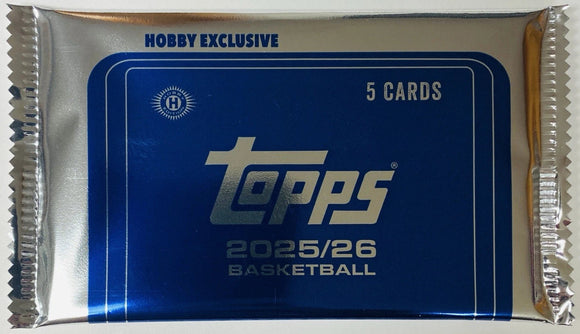 HOBBY EXCLUSIVE
H
5 CARDS
Topps®
2025/26
BASKETBALL